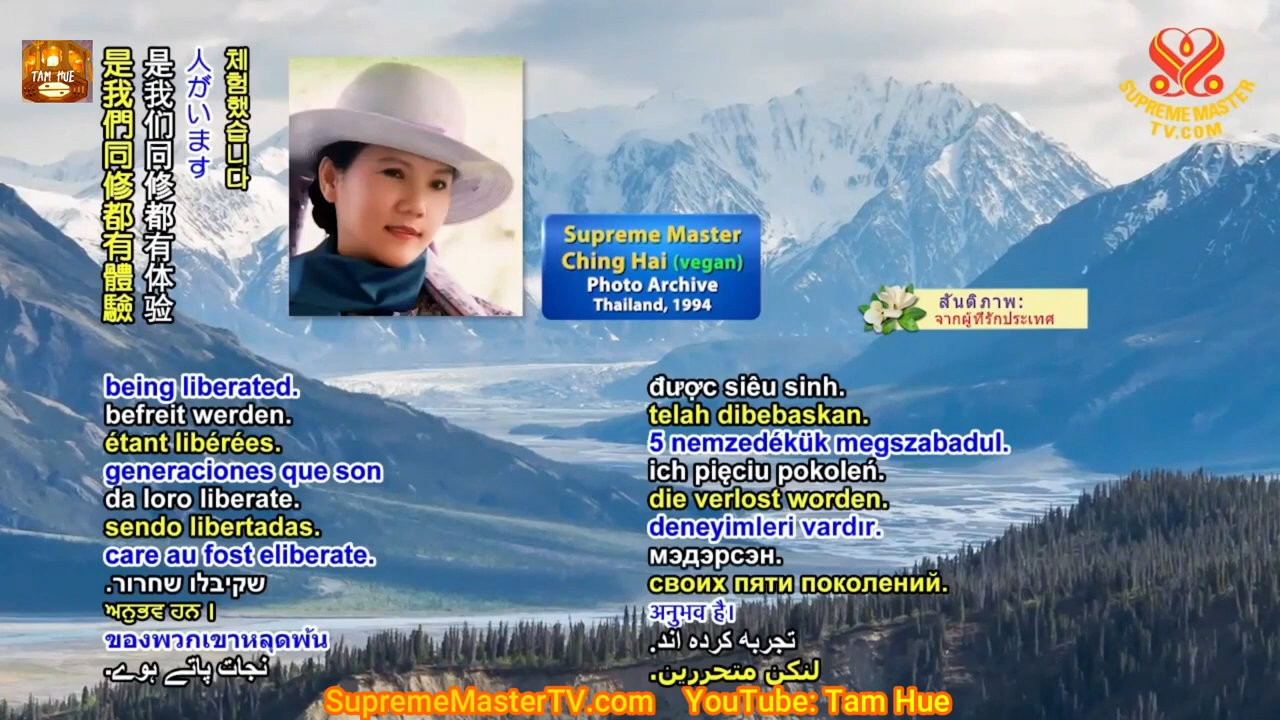 TAM HUE
是我們同修都有體驗
是我们同修都有体验
人がいます
체험했습니다
SUPREME MASTER
TV.COM
Supreme Master
Ching Hai (vegan)
Photo Archive
Thailand, 1994
สันติภาพ:
จากผู้ที่รักประเทศ
being liberated.
befreit werden.
étant libérées.
generaciones que son
da loro liberate.
sendo libertadas.
care au fost eliberate.
שקיבלו שחרור.
ਅਨੁਭਵ ਹਨ।
ของพวกเขาหลุดพ้น
نجات پاتے ہوے.
được siêu sinh.
telah dibebaskan.
5 nemzedékük megszabadul.
ich pięciu pokoleń.
die verlost worden.
deneyimleri vardır.
мэдэрсэн.
своих пяти поколений.
अनुभव है।
تجربه کرده اند.
لنكن متحررين.
SupremeMasterTV.com YouTube: Tam Hue